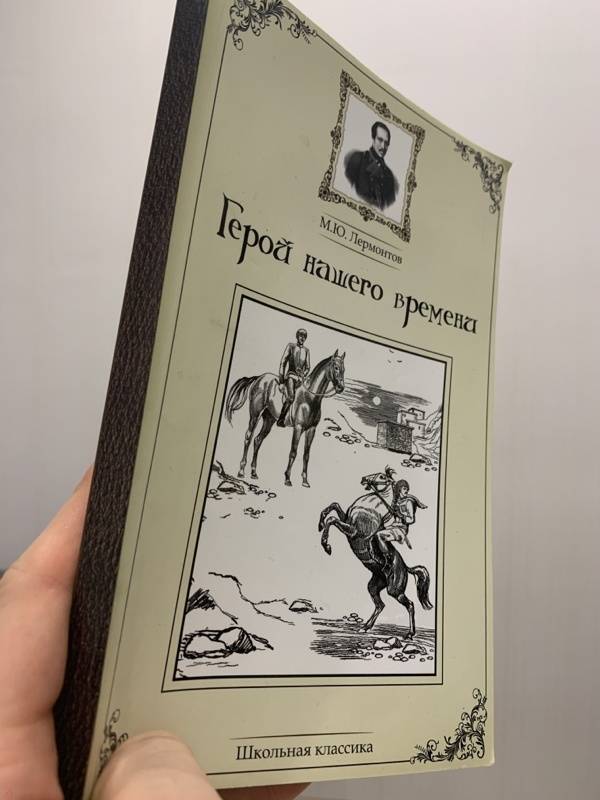 М.Ю. Лермонтов
Герой нашего времени
Школьная классика